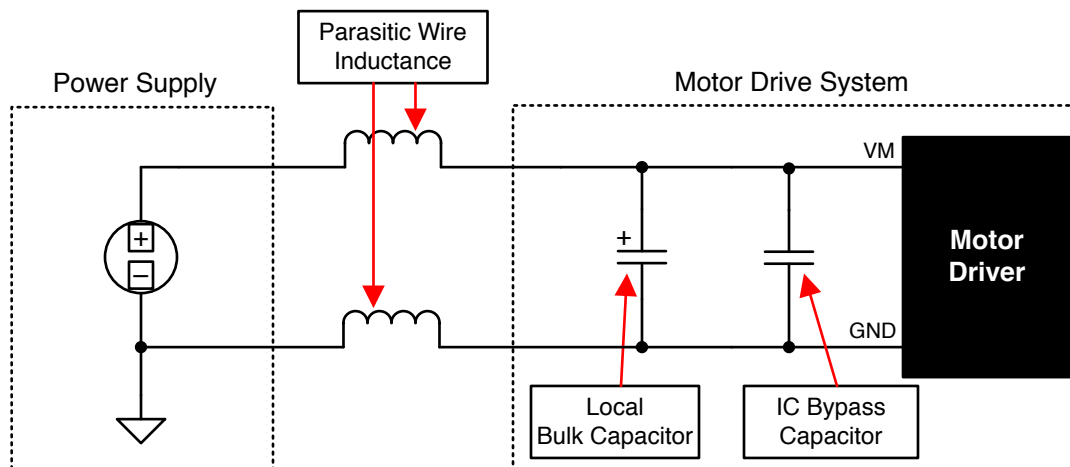 Parasitic Wire
Inductance
Power Supply
Motor Drive System
VM
+
−
+
Motor
Driver
GND
Local
Bulk Capacitor
IC Bypass
Capacitor